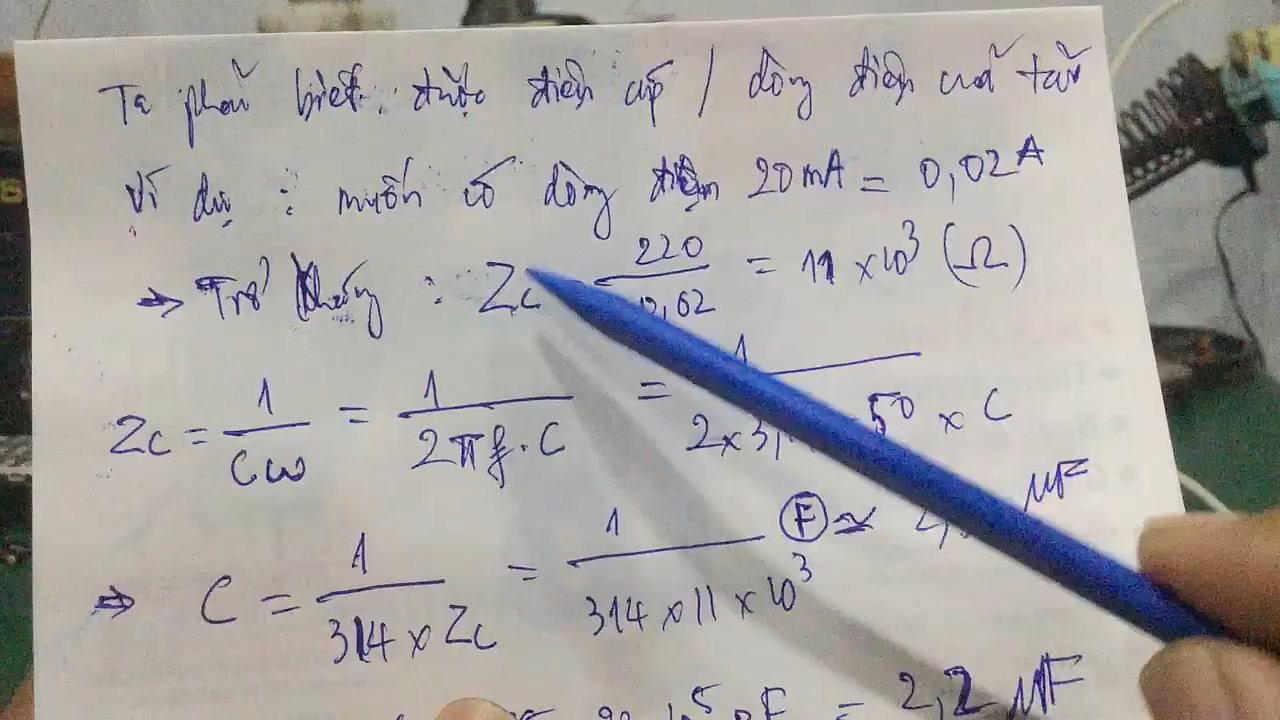 Ta phải biết: được điện áp / dòng điện của tải
Ví dụ : muốn có dòng điện 20mA = 0,02A
⇒ Trở kháng : Zc 220 / 0,02 = 11 x 10³ (Ω)
Zc = 1 / Cω = 1 / 2πf.C = 1 / 2x3, 50 x C
⇒ C = 1 / 314 x Zc = 1 / 314 x 11 x 10³ (F) ≃ μF
= 2,2 μF